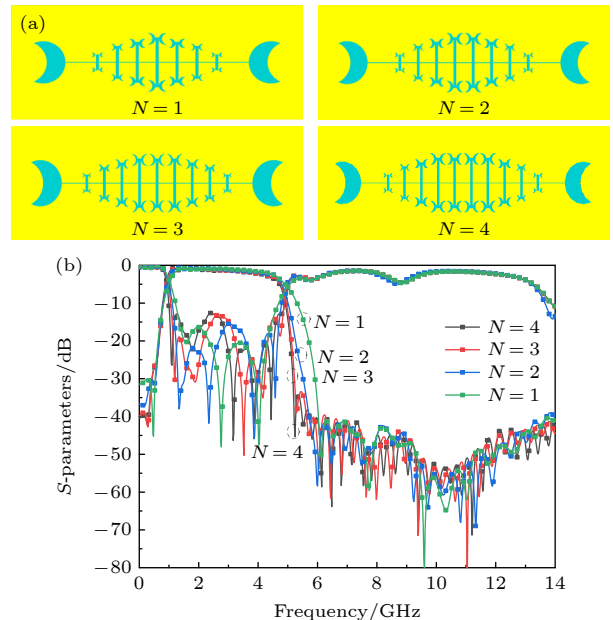 (a)
N = 1
N = 2
N = 3
N = 4
(b)
0
−10
−20
−30
−40
−50
−60
−70
−80
S-parameters/dB
N = 1
N = 2
N = 3
N = 4
N = 4
N = 3
N = 2
N = 1
0
2
4
6
8
10
12
14
Frequency/GHz